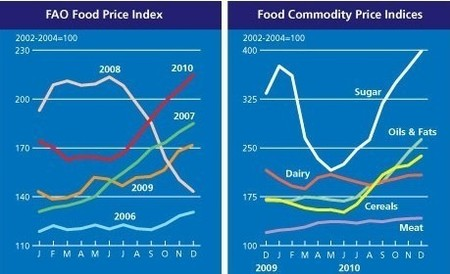 FAO Food Price Index
2002-2004=100
230
200
170
140
110
2008
2010
2007
2009
2006
J F M A M J J A S O N D
Food Commodity Price Indices
2002-2004=100
400
325
250
175
100
Sugar
Oils & Fats
Dairy
Cereals
Meat
D J F M A M J J A S O N D
2009 2010